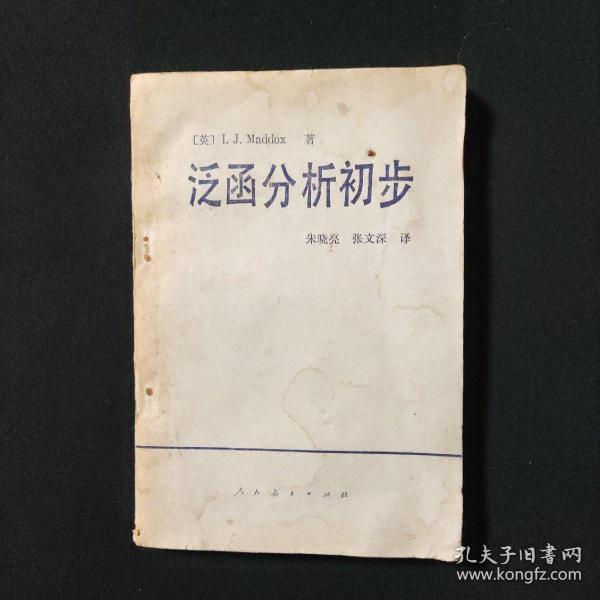 [英] I. J. Maddox 著
泛函分析初步
朱晓亮 张文深 译
人民教育出版社
孔夫子旧书网
www.kongfz.com